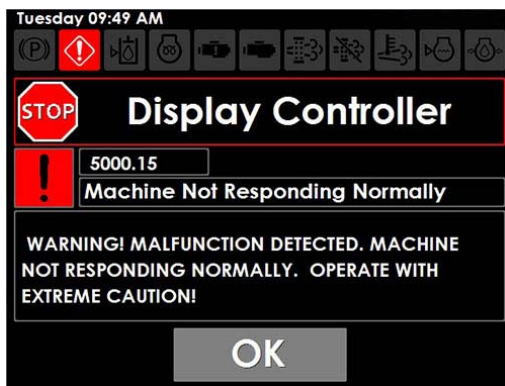 Tuesday 09:49 AM
(P)
STOP
Display Controller
5000.15
Machine Not Responding Normally
WARNING! MALFUNCTION DETECTED. MACHINE
NOT RESPONDING NORMALLY. OPERATE WITH
EXTREME CAUTION!
OK